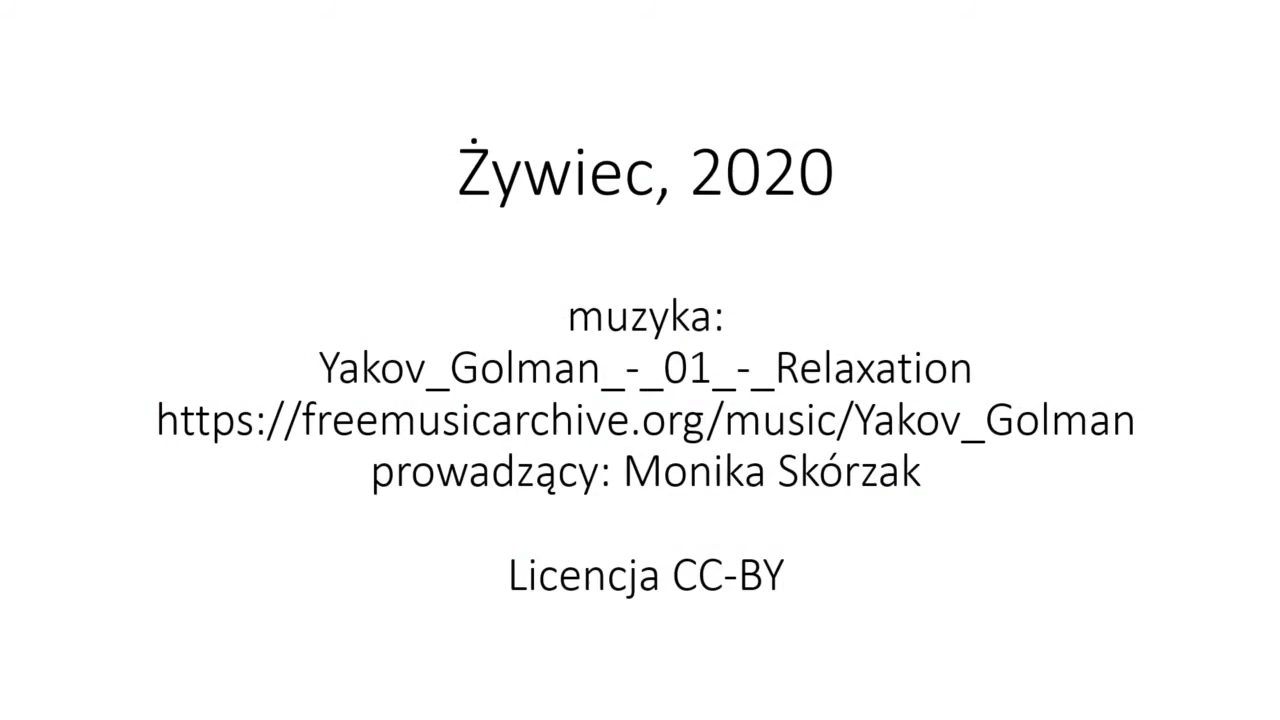 Żywiec, 2020
muzyka:
Yakov_Golman_-_01_-_Relaxation
https://freemusicarchive.org/music/Yakov_Golman
prowadzący: Monika Skórzak
Licencja CC-BY